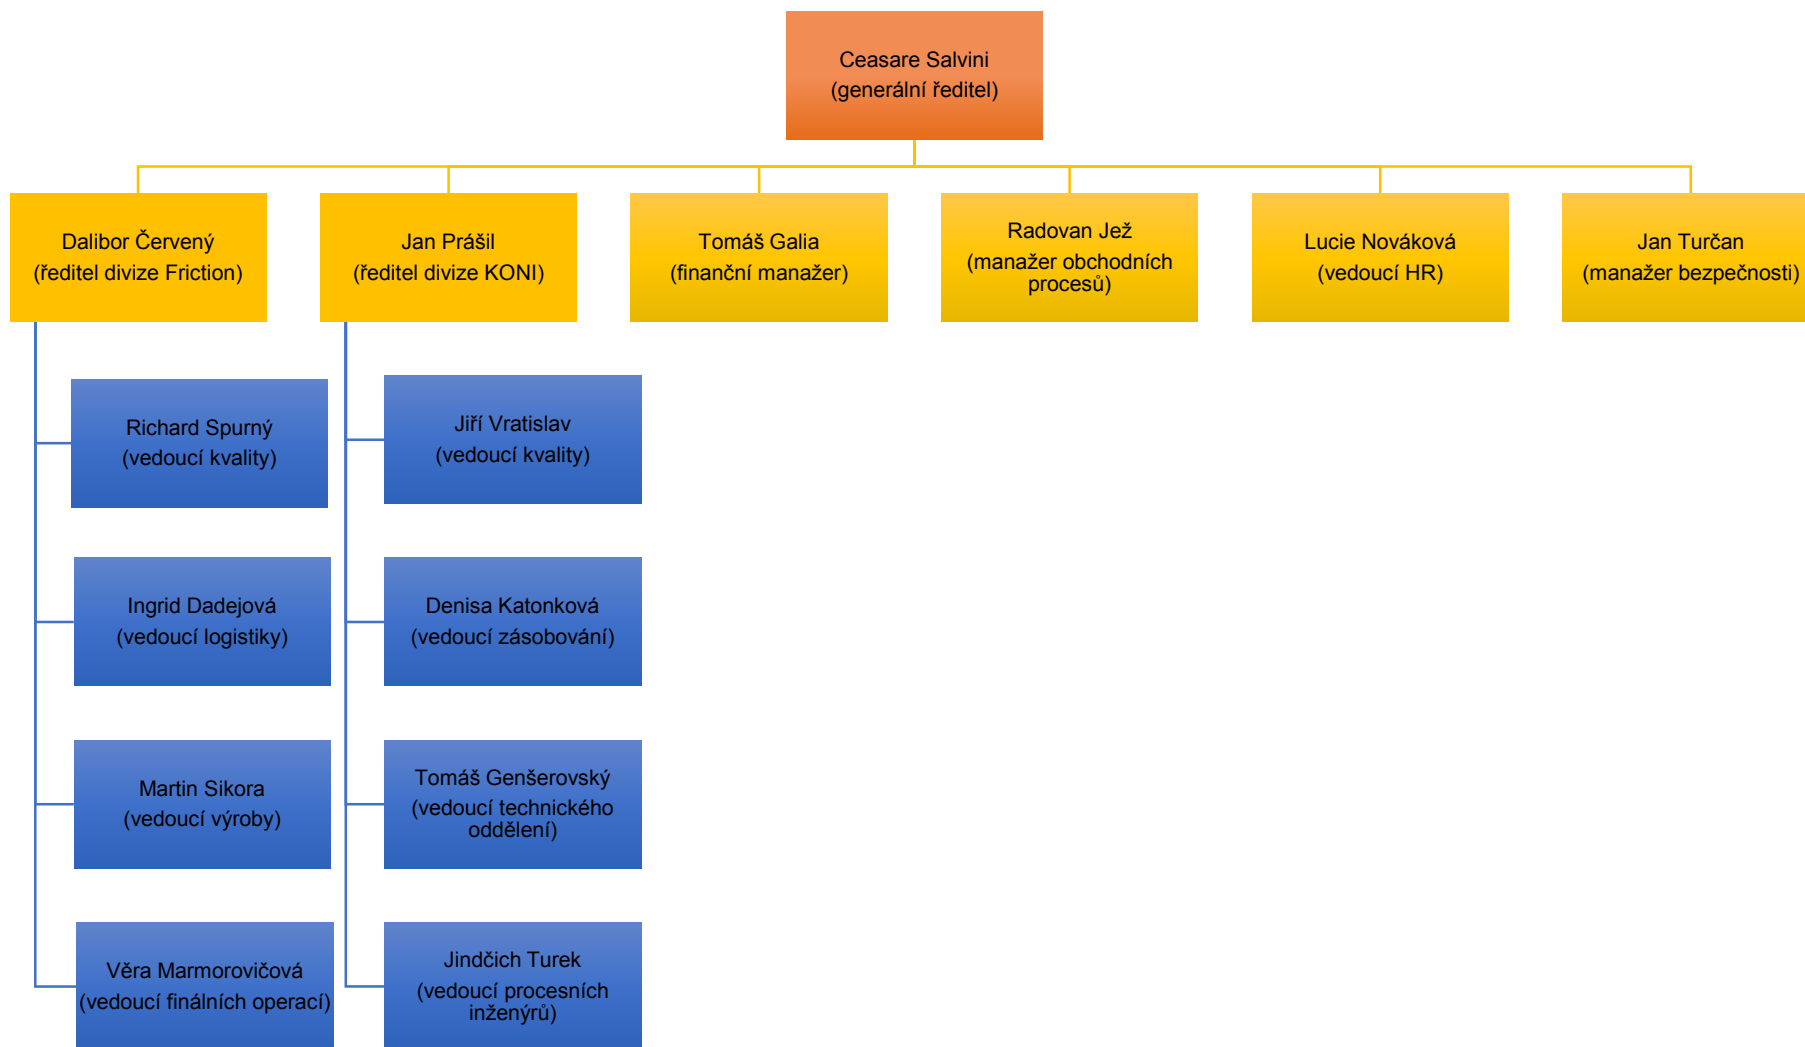 Ceasare Salvini
(generální ředitel)
Dalibor Červený
(ředitel divize Friction)
Jan Prášil
(ředitel divize KONI)
Tomáš Galia
(finanční manažer)
Radovan Jež
(manažer obchodních
procesů)
Lucie Nováková
(vedoucí HR)
Jan Turčan
(manažer bezpečnosti)
Richard Spurný
(vedoucí kvality)
Jiří Vratislav
(vedoucí kvality)
Ingrid Dadejová
(vedoucí logistiky)
Denisa Katonková
(vedoucí zásobování)
Martin Sikora
(vedoucí výroby)
Tomáš Genšerovský
(vedoucí technického
oddělení)
Věra Marmorovičová
(vedoucí finálních operací)
Jindčich Turek
(vedoucí procesních
inženýrů)